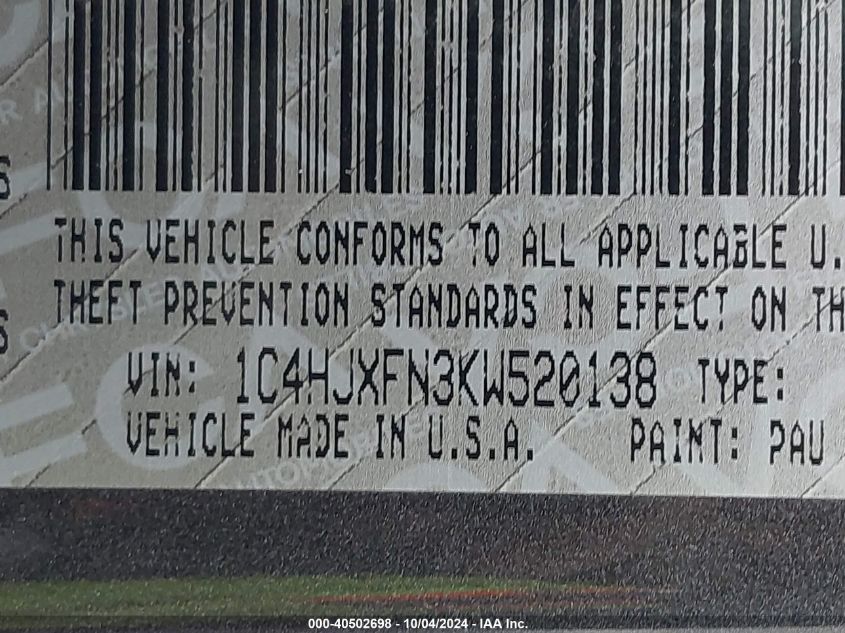 THIS VEHICLE CONFORMS TO ALL APPLICABLE U.
THEFT PREVENTION STANDARDS IN EFFECT ON TH
VIN: 1C4HJXFN3KW520138 TYPE:
VEHICLE MADE IN U.S.A. PAINT: PAU
000-40502698 - 10/04/2024 - IAA Inc.